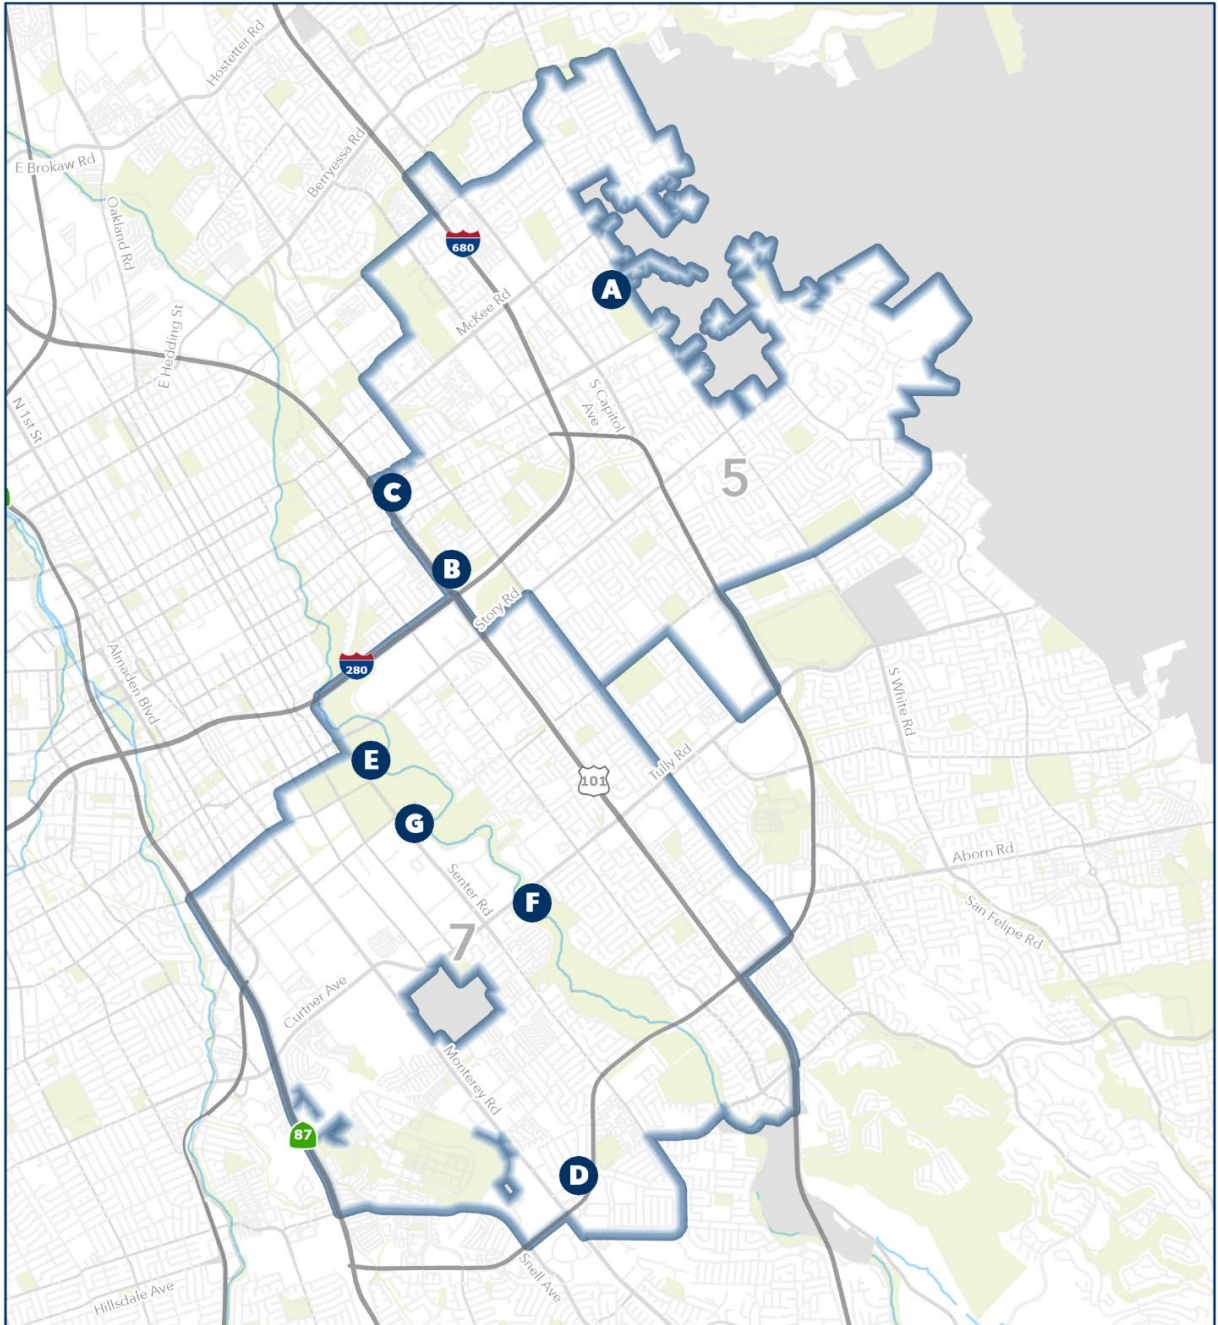 Hostetter Rd
Berryessa Rd
E Brokaw Rd
Oakland Rd
680
A
McKee Rd
E Hedding St
N 1st St
S Capitol
Ave
5
C
B
Story Rd
280
Almaden Blvd
S White Rd
E
101
Tully Rd
G
Aborn Rd
Senter Rd
F
San Felipe Rd
7
Curtner Ave
Monterey Rd
87
D
Snell Ave
Hillsdale Ave